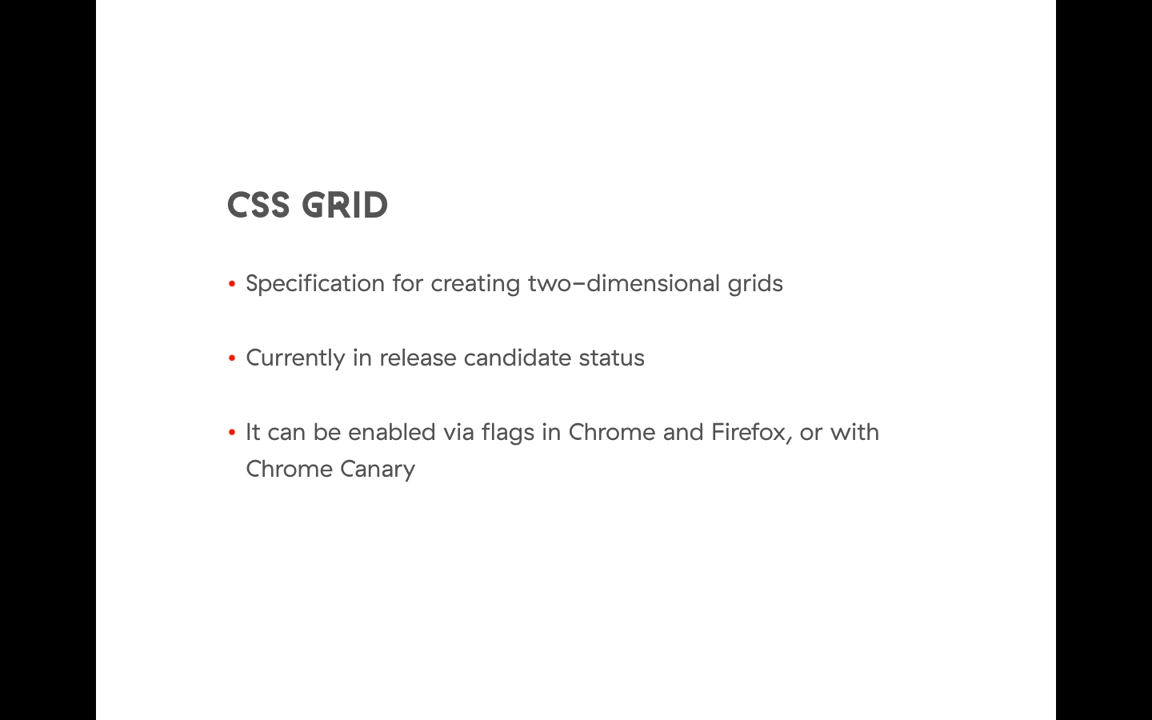 CSS GRID
• Specification for creating two-dimensional grids
• Currently in release candidate status
• It can be enabled via flags in Chrome and Firefox, or with
Chrome Canary